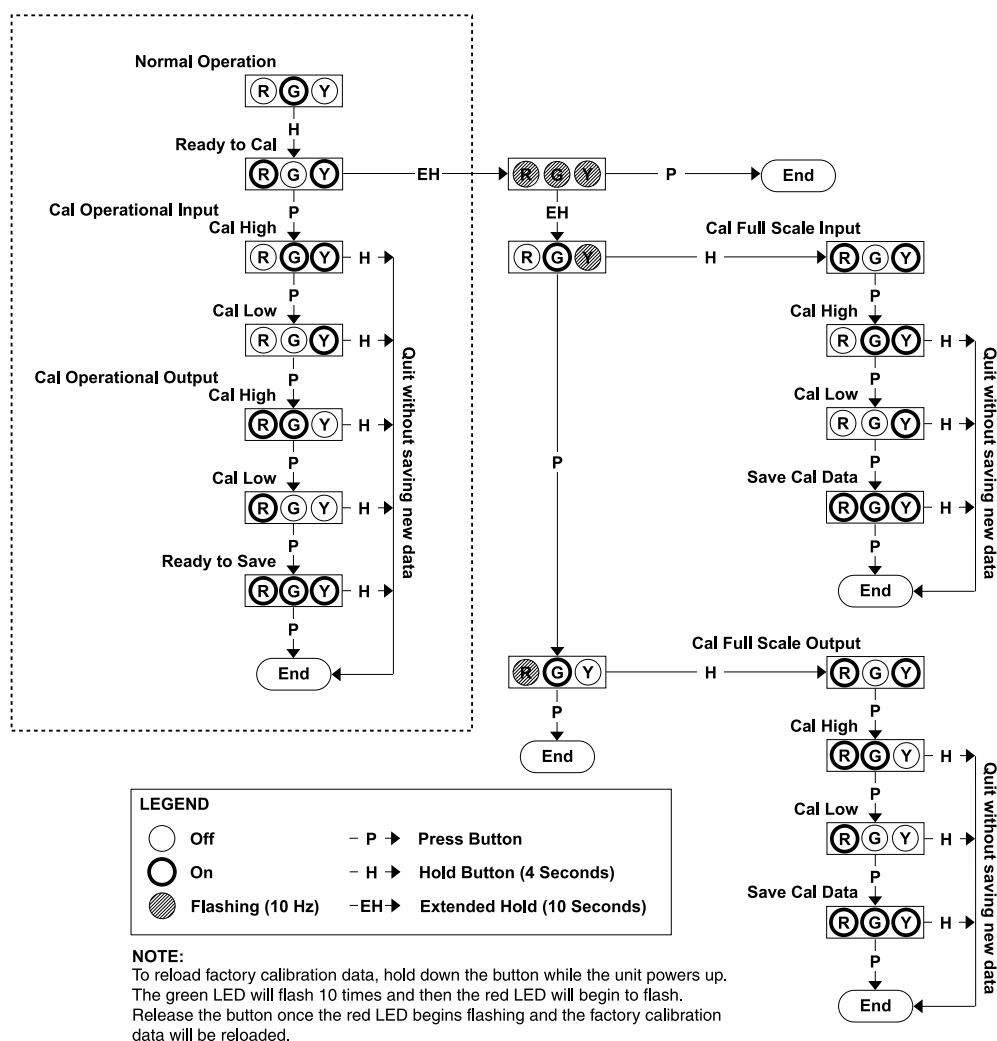 Normal Operation
R G Y
H
Ready to Cal
R G Y
EH
R G Y
P
End
P
EH
Cal Operational Input
Cal High
R G Y
H
R G Y
H
Cal Full Scale Input
R G Y
P
P
Cal Low
R G Y
H
Cal High
R G Y
H
P
P
Cal Operational Output
Cal High
R G Y
H
Cal Low
R G Y
H
P
P
P
Cal Low
R G Y
H
Save Cal Data
R G Y
H
P
P
Ready to Save
R G Y
H
End
Quit without saving new data
P
End
Quit without saving new data
R G Y
H
Cal Full Scale Output
R G Y
P
End
P
Cal High
R G Y
H
P
Cal Low
R G Y
H
P
Save Cal Data
R G Y
H
P
End
Quit without saving new data
LEGEND
Off
P Press Button
On
H Hold Button (4 Seconds)
Flashing (10 Hz)
EH Extended Hold (10 Seconds)
NOTE:
To reload factory calibration data, hold down the button while the unit powers up.
The green LED will flash 10 times and then the red LED will begin to flash.
Release the button once the red LED begins flashing and the factory calibration
data will be reloaded.